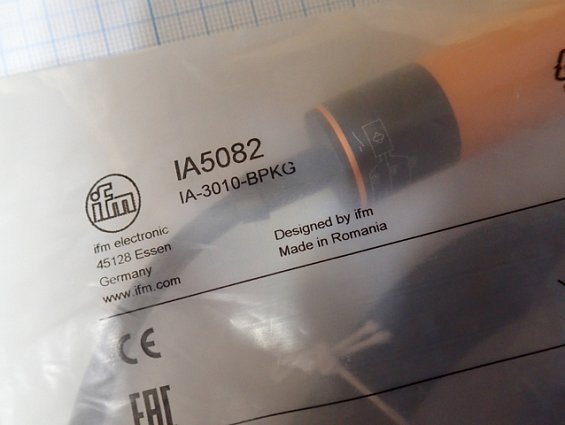 IA5082
IA-3010-BPKG
ifm
ifm electronic
45128 Essen
Germany
www.ifm.com
Designed by ifm
Made in Romania
CE
EAC